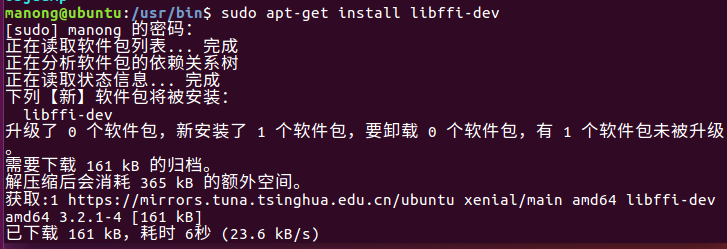 manong@ubuntu:/usr/bin$ sudo apt-get install libffi-dev
[sudo] manong 的密码：
正在读取软件包列表... 完成
正在分析软件包的依赖关系树
正在读取状态信息... 完成
下列【新】软件包将被安装：
  libffi-dev
升级了 0 个软件包，新安装了 1 个软件包，要卸载 0 个软件包，有 1 个软件包未被升级
。
需要下载 161 kB 的归档。
解压缩后会消耗 365 kB 的额外空间。
获取:1 https://mirrors.tuna.tsinghua.edu.cn/ubuntu xenial/main amd64 libffi-dev
amd64 3.2.1-4 [161 kB]
已下载 161 kB，耗时 6秒 (23.6 kB/s)